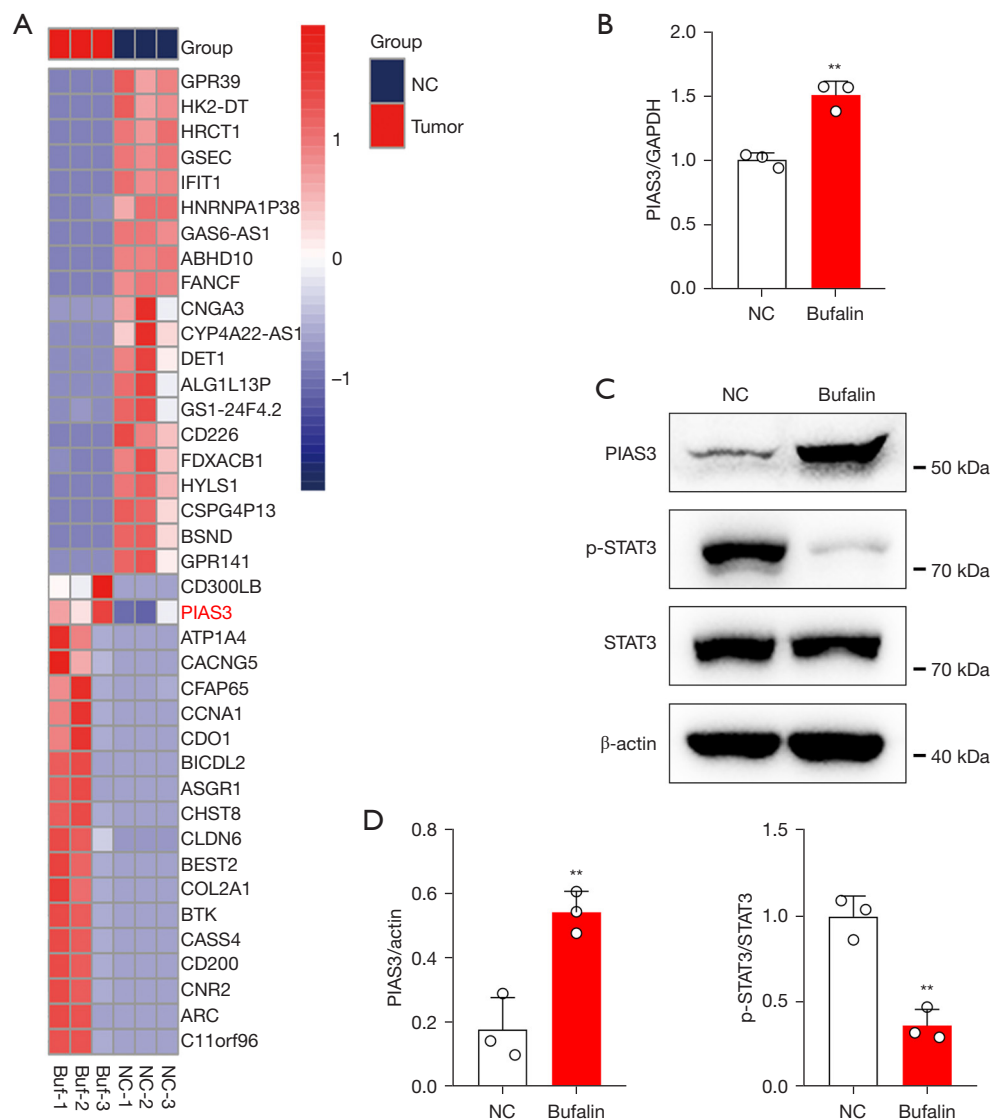 A
Group
GPR39
HK2-DT
HRCT1
GSEC
IFIT1
HNRNPA1P38
GAS6-AS1
ABHD10
FANCF
CNGA3
CYP4A22-AS1
DET1
ALG1L13P
GS1-24F4.2
CD226
FDXACB1
HYLS1
CSPG4P13
BSND
GPR141
CD300LB
PIAS3
ATP1A4
CACNG5
CFAP65
CCNA1
CDO1
BICDL2
ASGR1
CHST8
CLDN6
BEST2
COL2A1
BTK
CASS4
CD200
CNR2
ARC
C11orf96
Buf-1 Buf-2 Buf-3 NC-1 NC-2 NC-3
1
0
−1
Group
NC
Tumor
B
PIAS3/GAPDH
2.0
1.5
1.0
0.5
0.0
**
NC Bufalin
C
NC Bufalin
PIAS3
50 kDa
p-STAT3
70 kDa
STAT3
70 kDa
β-actin
40 kDa
D
PIAS3/actin
0.8
0.6
0.4
0.2
0.0
**
NC Bufalin
p-STAT3/STAT3
1.5
1.0
0.5
0.0
**
NC Bufalin